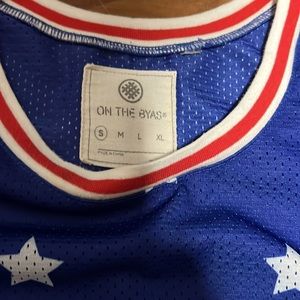 ON THE BYAS®
S M L XL
MADE IN CHINA